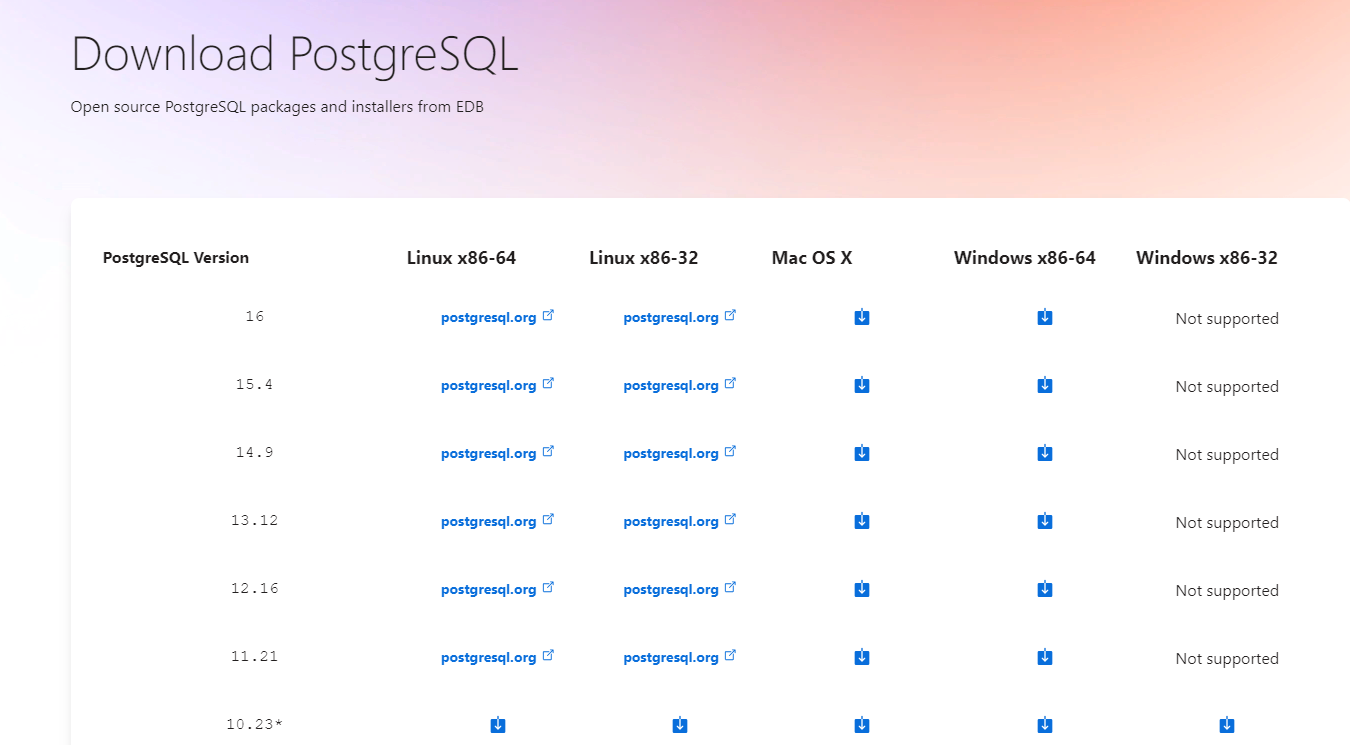 Download PostgreSQL
Open source PostgreSQL packages and installers from EDB
PostgreSQL Version Linux x86-64 Linux x86-32 Mac OS X Windows x86-64 Windows x86-32
16 postgresql.org postgresql.org Not supported
15.4 postgresql.org postgresql.org Not supported
14.9 postgresql.org postgresql.org Not supported
13.12 postgresql.org postgresql.org Not supported
12.16 postgresql.org postgresql.org Not supported
11.21 postgresql.org postgresql.org Not supported
10.23*